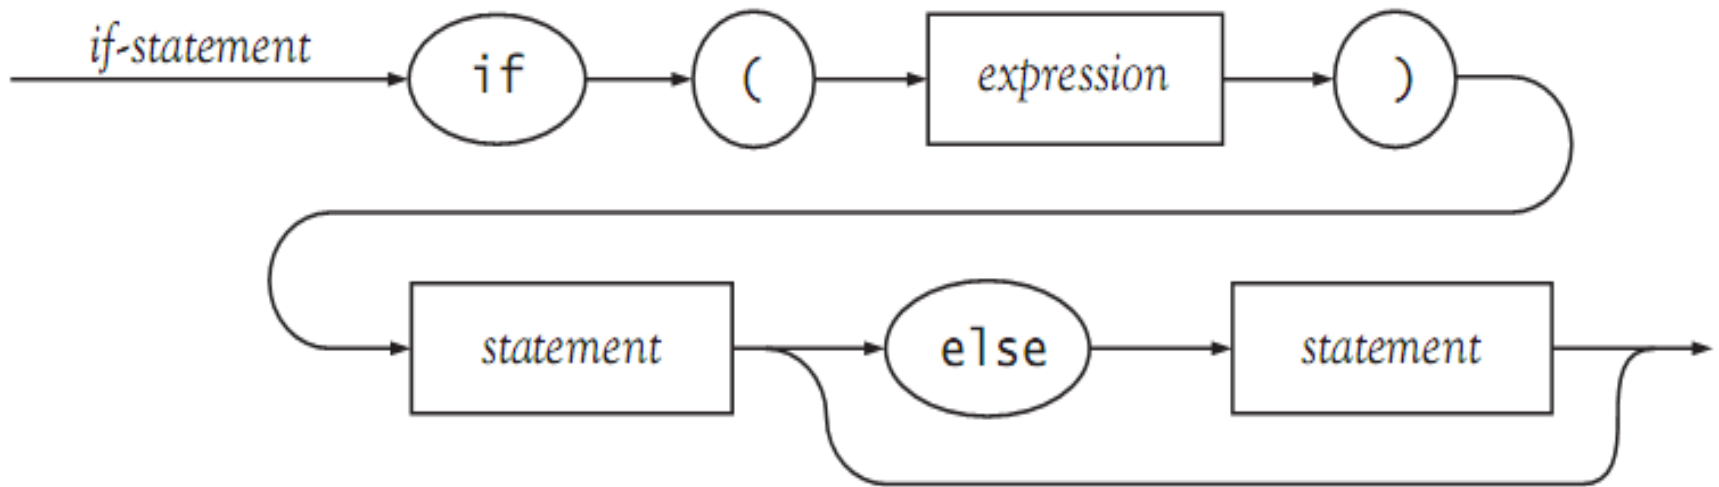 if-statement
if ( expression )
statement else statement